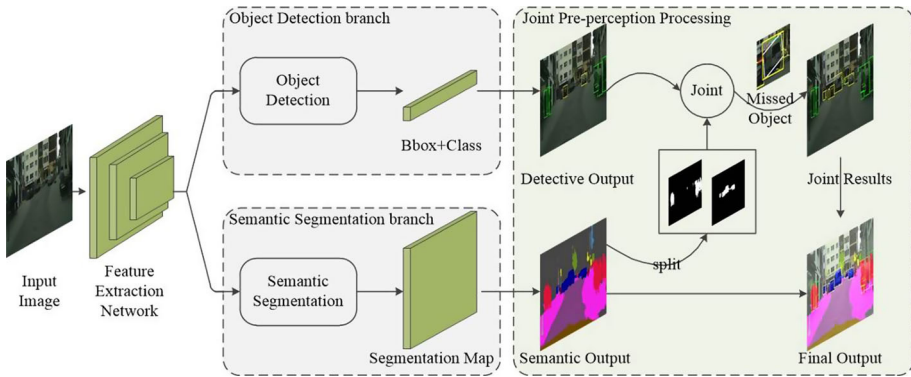 Object Detection branch
Joint Pre-perception Processing
Object
Detection
Bbox+Class
Joint
Missed
Object
Detective Output
Joint Results
Semantic Segmentation branch
Input
Image
Feature
Extraction
Network
Semantic
Segmentation
split
Segmentation Map
Semantic Output
Final Output